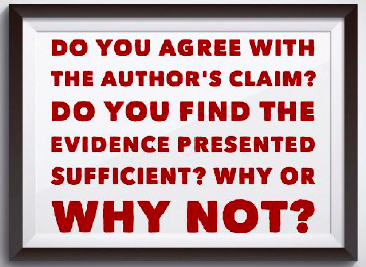 DO YOU AGREE WITH
THE AUTHOR'S CLAIM?
DO YOU FIND THE
EVIDENCE PRESENTED
SUFFICIENT? WHY OR
WHY NOT?